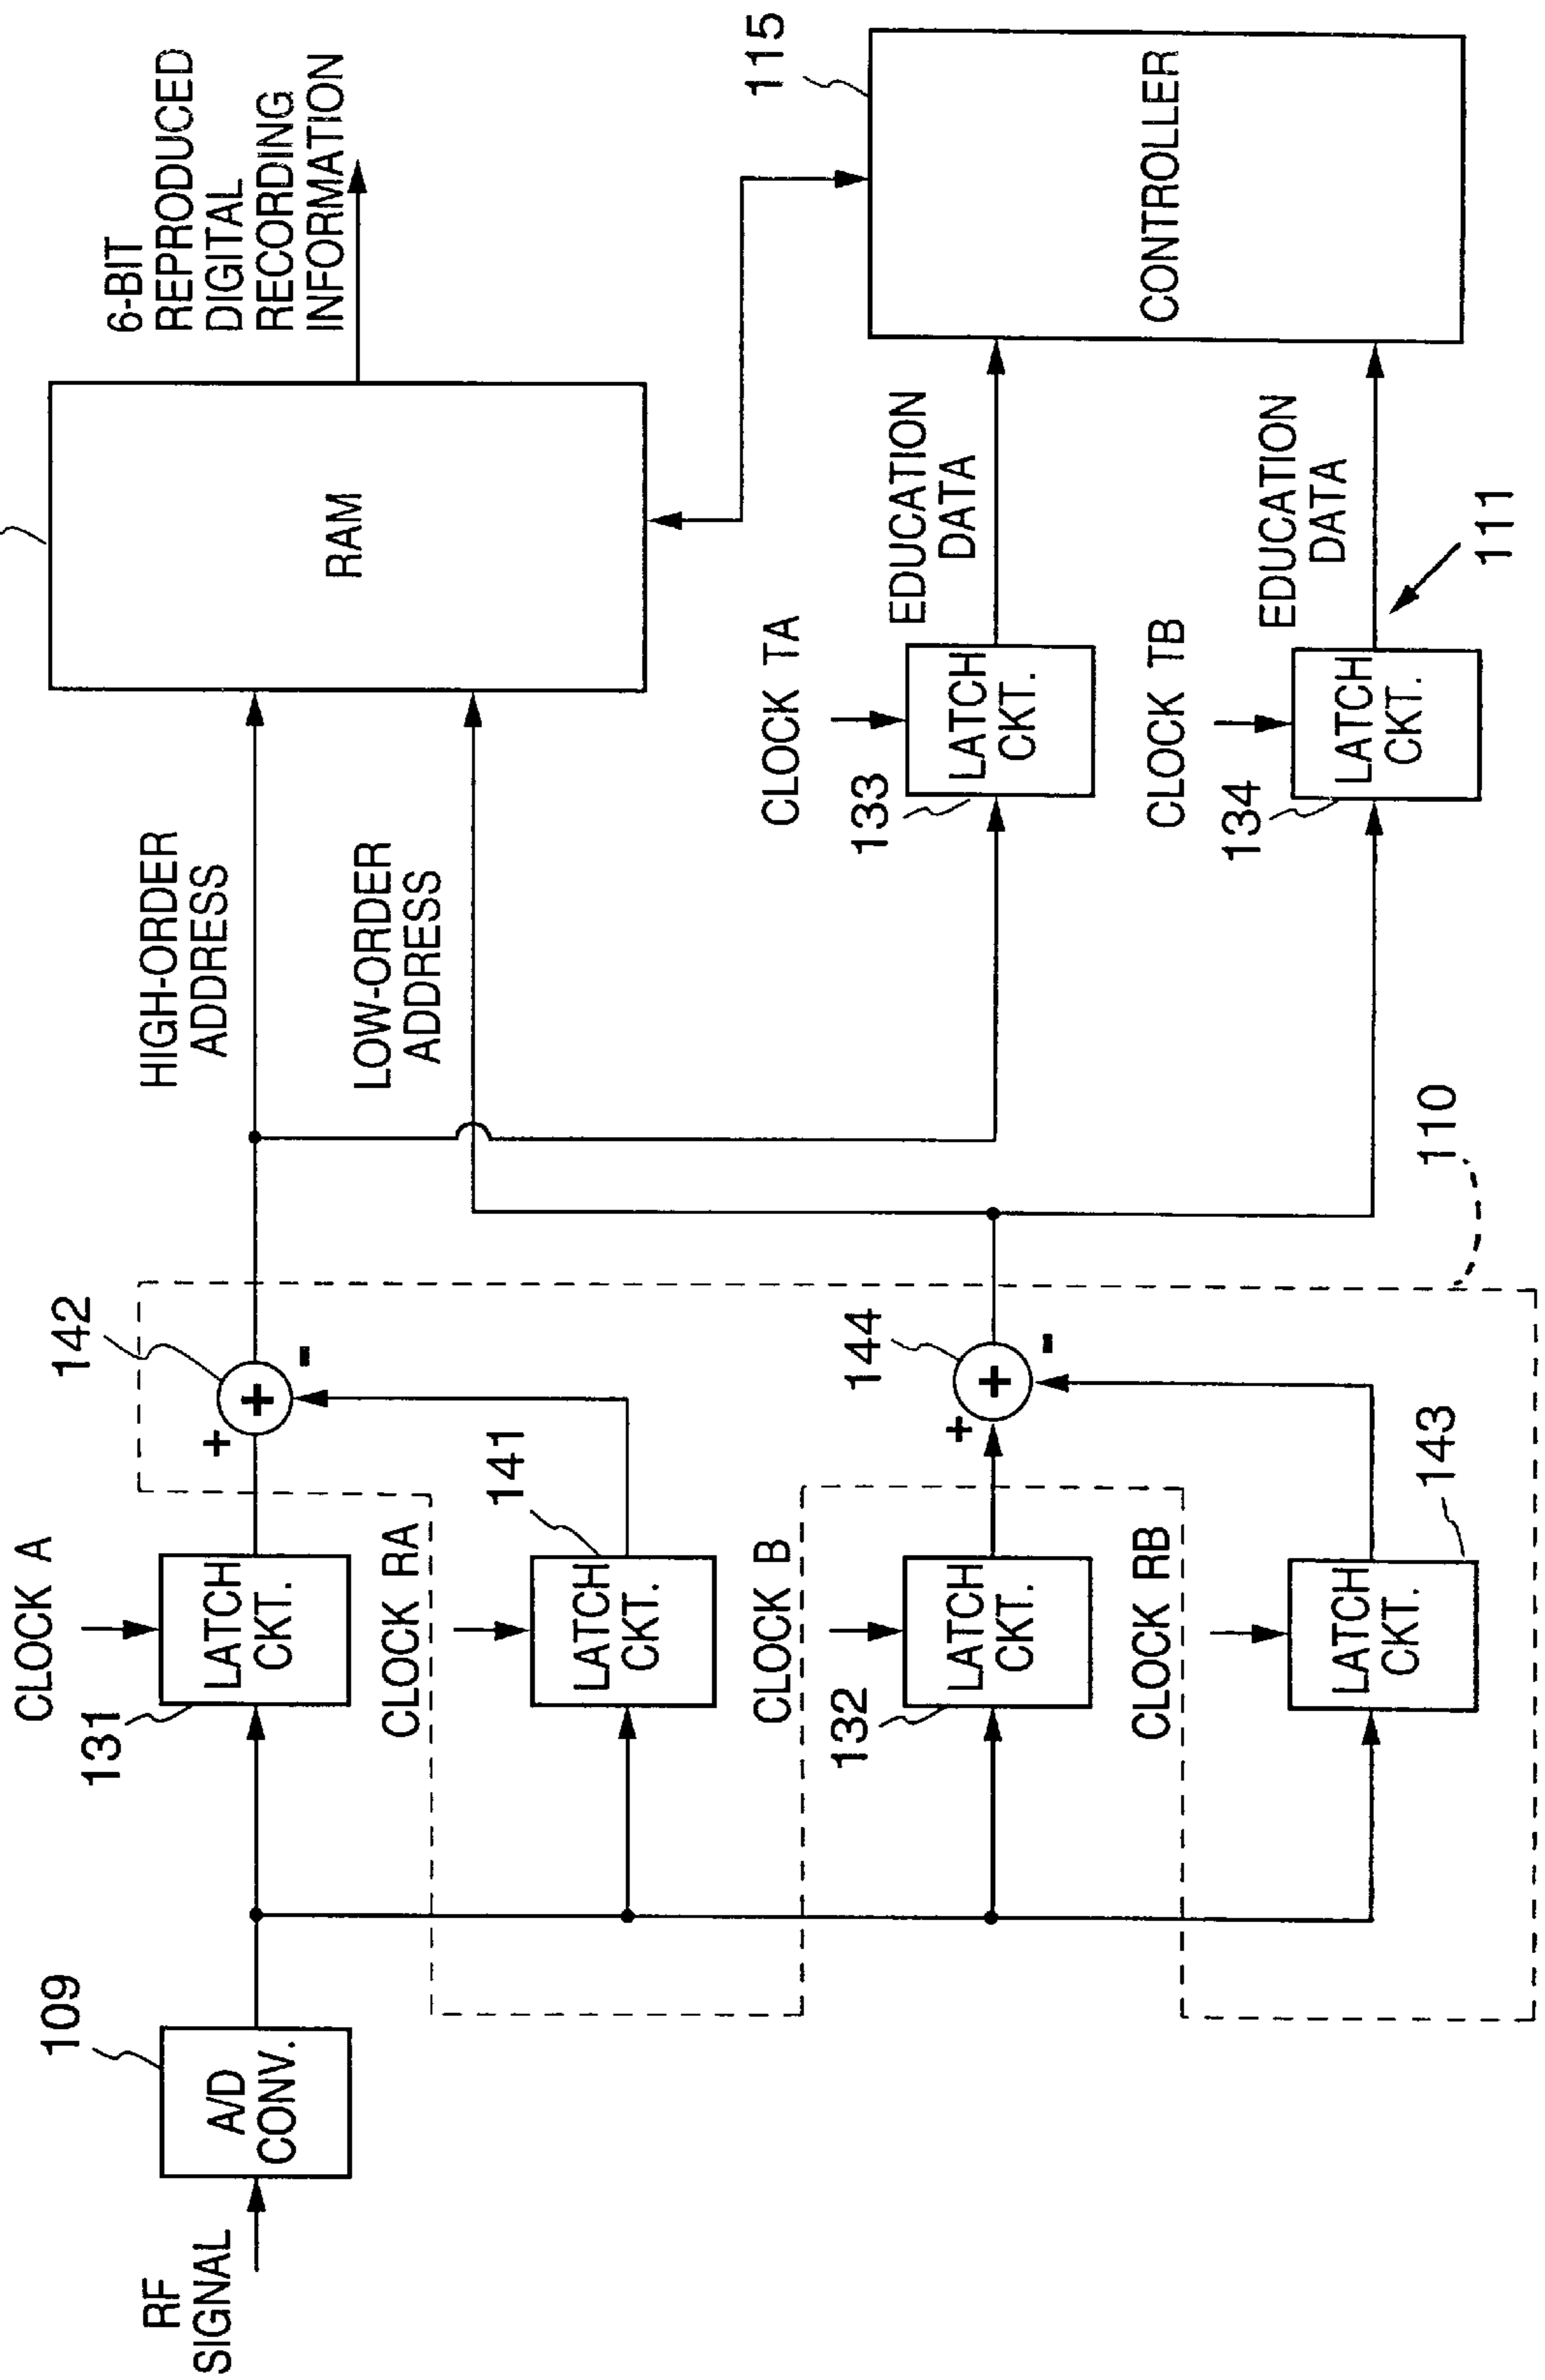 RF
SIGNAL
109
A/D
CONV.
CLOCK A
131
LATCH
CKT.
CLOCK RA
141
LATCH
CKT.
CLOCK B
132
LATCH
CKT.
CLOCK RB
143
LATCH
CKT.
142
+
+
-
144
+
+
-
110
HIGH-ORDER
ADDRESS
LOW-ORDER
ADDRESS
RAM
6-BIT
REPRODUCED
DIGITAL
RECORDING
INFORMATION
CLOCK TA
133
LATCH
CKT.
EDUCATION
DATA
CLOCK TB
134
LATCH
CKT.
EDUCATION
DATA
111
115
CONTROLLER